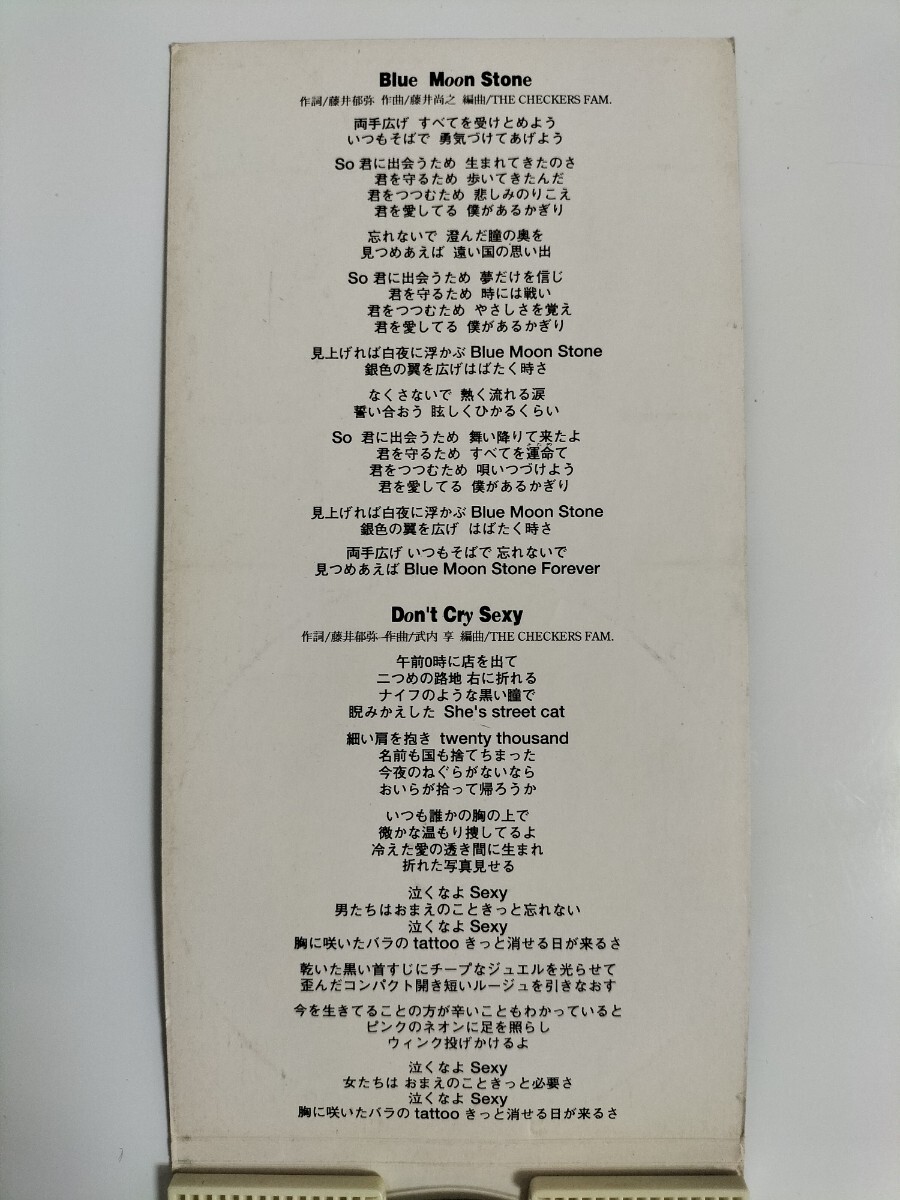 Blue Moon Stone
作詞/藤井郁弥 作曲/藤井尚之 編曲/THE CHECKERS FAM.
両手広げ すべてを受けとめよう
いつもそばで 勇気づけてあげよう
So 君に出会うため 生まれてきたのさ
君を守るため 歩いてきたんだ
君をつつむため 悲しみのりこえ
君を愛してる 僕があるかぎり
忘れないで 澄んだ瞳の奥を
見つめあえば 遠い国の思い出
So 君に出会うため 夢だけを信じ
君を守るため 時には戦い
君をつつむため やさしさを覚え
君を愛してる 僕があるかぎり
見上げれば白夜に浮かぶ Blue Moon Stone
銀色の翼を広げはばたく時さ
なくさないで 熱く流れる涙
誓い合おう 眩しくひかるくらい
So 君に出会うため 舞い降りて来たよ
君を守るため すべてを運命て
君をつつむため 唄いつづけよう
君を愛してる 僕があるかぎり
見上げれば白夜に浮かぶ Blue Moon Stone
銀色の翼を広げ はばたく時さ
両手広げ いつもそばで 忘れないで
見つめあえば Blue Moon Stone Forever
Don't Cry Sexy
作詞/藤井郁弥 作曲/武内 享 編曲/THE CHECKERS FAM.
午前0時に店を出て
二つめの路地 右に折れる
ナイフのような黒い瞳で
睨みかえした She's street cat
細い肩を抱き twenty thousand
名前も国も捨てちまった
今夜のねぐらがないなら
おいらが拾って帰ろうか
いつも誰かの胸の上で
微かな温もり捜してるよ
冷えた愛の透き間に生まれ
折れた写真見せる
泣くなよ Sexy
男たちはおまえのこときっと忘れない
泣くなよ Sexy
胸に咲いたバラの tattoo きっと消せる日が来るさ
乾いた黒い首すじにチープなジュエルを光らせて
歪んだコンパクト開き短いルージュを引きなおす
今を生きてることの方が辛いこともわかっていると
ピンクのネオンに足を照らし
ウィンク投げかけるよ
泣くなよ Sexy
女たちは おまえのこときっと必要さ
泣くなよ Sexy
胸に咲いたバラの tattoo きっと消せる日が来るさ